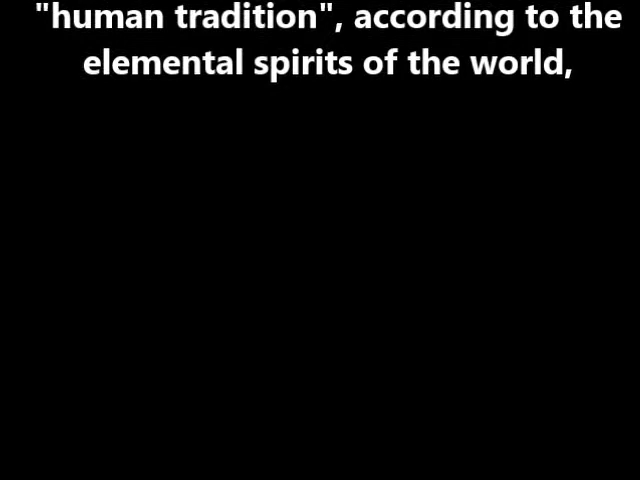 "human tradition", according to the
elemental spirits of the world,